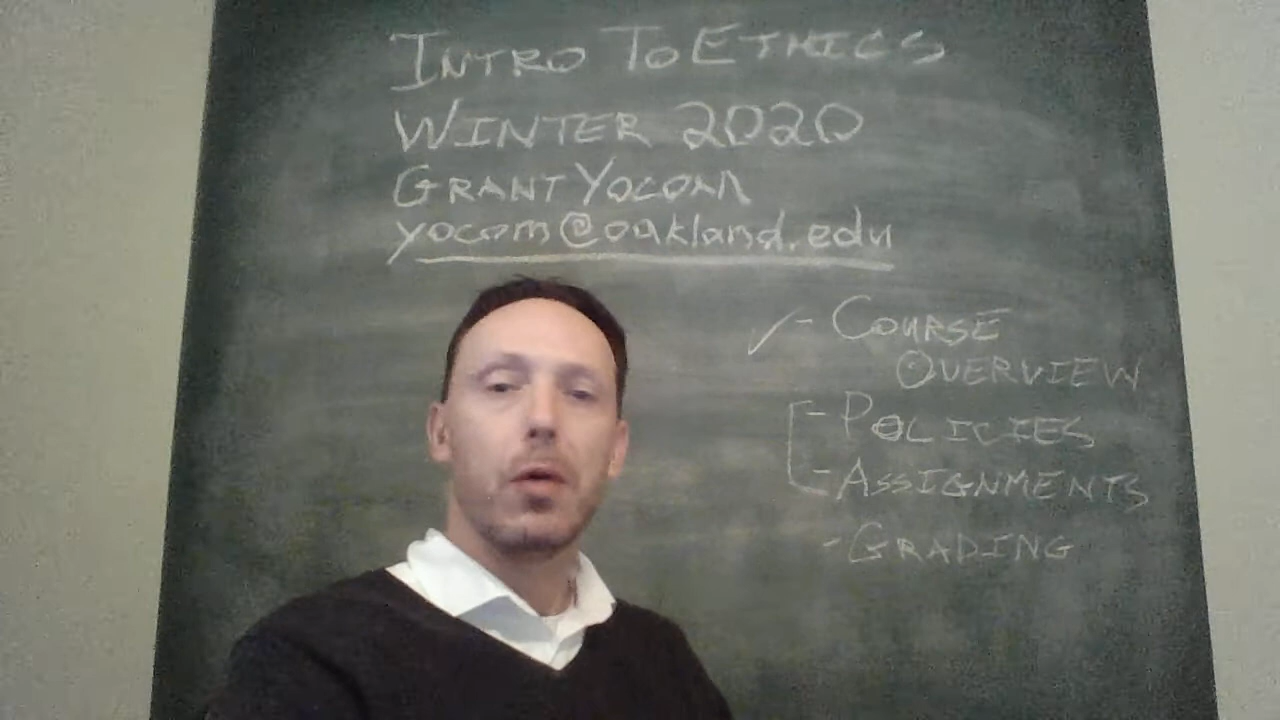 INTRO TO ETHICS
WINTER 2020
GRANT YOCOM
yocom@oakland.edu
✓- COURSE
OVERVIEW
- POLICIES
- ASSIGNMENTS
- GRADING